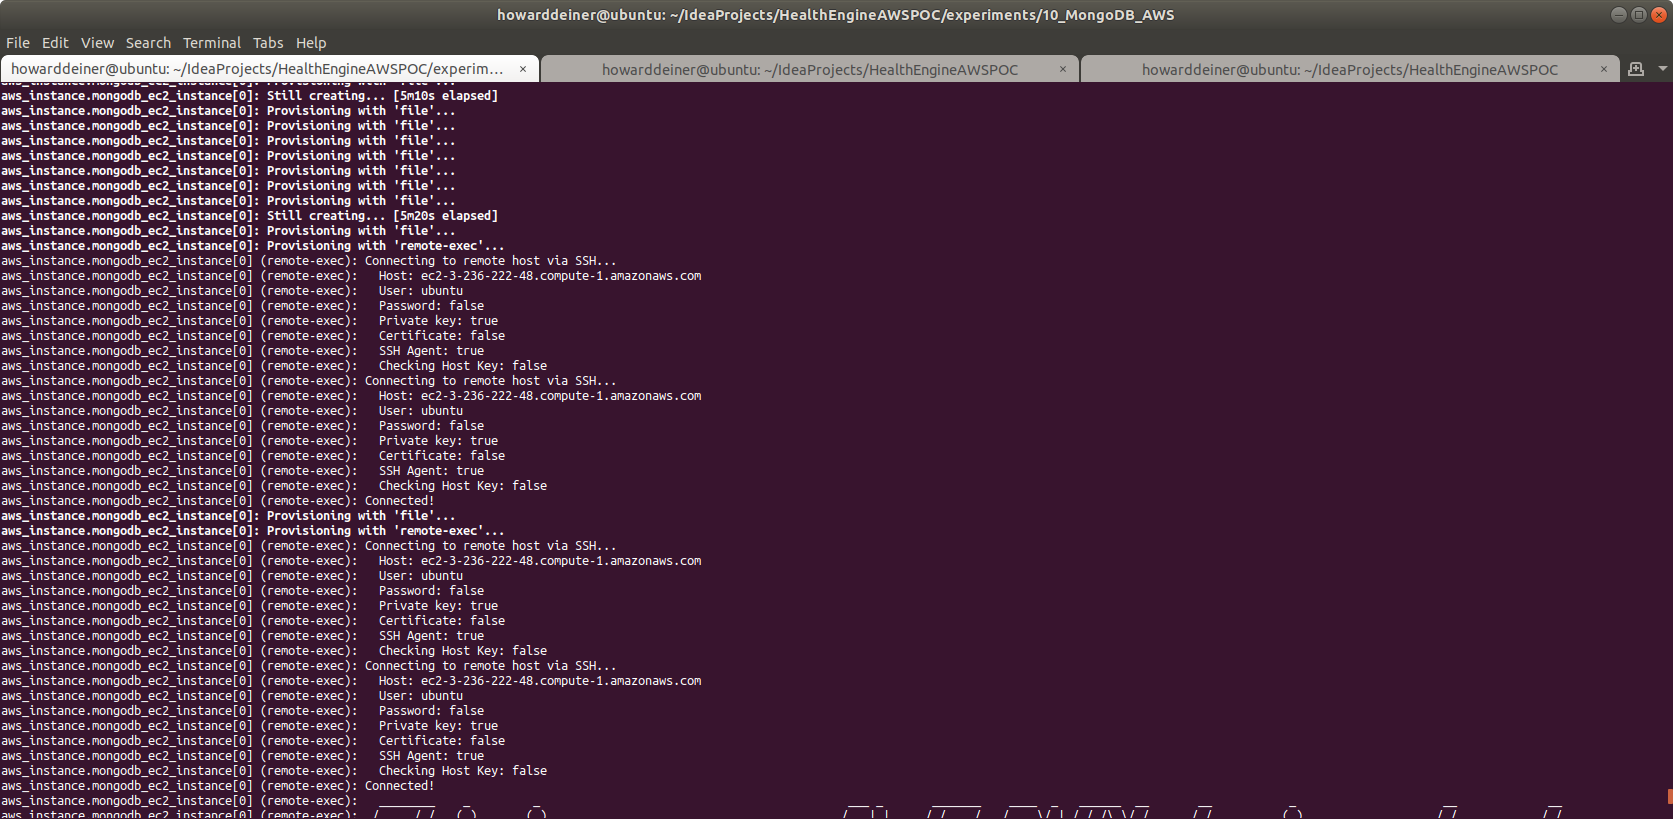 howarddeiner@ubuntu: ~/IdeaProjects/HealthEngineAWSPOC/experiments/10_MongoDB_AWS
File Edit View Search Terminal Tabs Help
howarddeiner@ubuntu: ~/IdeaProjects/HealthEngineAWSPOC/experim... × howarddeiner@ubuntu: ~/IdeaProjects/HealthEngineAWSPOC × howarddeiner@ubuntu: ~/IdeaProjects/HealthEngineAWSPOC ×
aws_instance.mongodb_ec2_instance[0]: Provisioning with 'file'...
aws_instance.mongodb_ec2_instance[0]: Still creating... [5m10s elapsed]
aws_instance.mongodb_ec2_instance[0]: Provisioning with 'file'...
aws_instance.mongodb_ec2_instance[0]: Provisioning with 'file'...
aws_instance.mongodb_ec2_instance[0]: Provisioning with 'file'...
aws_instance.mongodb_ec2_instance[0]: Provisioning with 'file'...
aws_instance.mongodb_ec2_instance[0]: Provisioning with 'file'...
aws_instance.mongodb_ec2_instance[0]: Provisioning with 'file'...
aws_instance.mongodb_ec2_instance[0]: Provisioning with 'file'...
aws_instance.mongodb_ec2_instance[0]: Still creating... [5m20s elapsed]
aws_instance.mongodb_ec2_instance[0]: Provisioning with 'file'...
aws_instance.mongodb_ec2_instance[0]: Provisioning with 'remote-exec'...
aws_instance.mongodb_ec2_instance[0] (remote-exec): Connecting to remote host via SSH...
aws_instance.mongodb_ec2_instance[0] (remote-exec):   Host: ec2-3-236-222-48.compute-1.amazonaws.com
aws_instance.mongodb_ec2_instance[0] (remote-exec):   User: ubuntu
aws_instance.mongodb_ec2_instance[0] (remote-exec):   Password: false
aws_instance.mongodb_ec2_instance[0] (remote-exec):   Private key: true
aws_instance.mongodb_ec2_instance[0] (remote-exec):   Certificate: false
aws_instance.mongodb_ec2_instance[0] (remote-exec):   SSH Agent: true
aws_instance.mongodb_ec2_instance[0] (remote-exec):   Checking Host Key: false
aws_instance.mongodb_ec2_instance[0] (remote-exec): Connecting to remote host via SSH...
aws_instance.mongodb_ec2_instance[0] (remote-exec):   Host: ec2-3-236-222-48.compute-1.amazonaws.com
aws_instance.mongodb_ec2_instance[0] (remote-exec):   User: ubuntu
aws_instance.mongodb_ec2_instance[0] (remote-exec):   Password: false
aws_instance.mongodb_ec2_instance[0] (remote-exec):   Private key: true
aws_instance.mongodb_ec2_instance[0] (remote-exec):   Certificate: false
aws_instance.mongodb_ec2_instance[0] (remote-exec):   SSH Agent: true
aws_instance.mongodb_ec2_instance[0] (remote-exec):   Checking Host Key: false
aws_instance.mongodb_ec2_instance[0] (remote-exec): Connected!
aws_instance.mongodb_ec2_instance[0]: Provisioning with 'file'...
aws_instance.mongodb_ec2_instance[0]: Provisioning with 'remote-exec'...
aws_instance.mongodb_ec2_instance[0] (remote-exec): Connecting to remote host via SSH...
aws_instance.mongodb_ec2_instance[0] (remote-exec):   Host: ec2-3-236-222-48.compute-1.amazonaws.com
aws_instance.mongodb_ec2_instance[0] (remote-exec):   User: ubuntu
aws_instance.mongodb_ec2_instance[0] (remote-exec):   Password: false
aws_instance.mongodb_ec2_instance[0] (remote-exec):   Private key: true
aws_instance.mongodb_ec2_instance[0] (remote-exec):   Certificate: false
aws_instance.mongodb_ec2_instance[0] (remote-exec):   SSH Agent: true
aws_instance.mongodb_ec2_instance[0] (remote-exec):   Checking Host Key: false
aws_instance.mongodb_ec2_instance[0] (remote-exec): Connecting to remote host via SSH...
aws_instance.mongodb_ec2_instance[0] (remote-exec):   Host: ec2-3-236-222-48.compute-1.amazonaws.com
aws_instance.mongodb_ec2_instance[0] (remote-exec):   User: ubuntu
aws_instance.mongodb_ec2_instance[0] (remote-exec):   Password: false
aws_instance.mongodb_ec2_instance[0] (remote-exec):   Private key: true
aws_instance.mongodb_ec2_instance[0] (remote-exec):   Certificate: false
aws_instance.mongodb_ec2_instance[0] (remote-exec):   SSH Agent: true
aws_instance.mongodb_ec2_instance[0] (remote-exec):   Checking Host Key: false
aws_instance.mongodb_ec2_instance[0] (remote-exec): Connected!
aws_instance.mongodb_ec2_instance[0] (remote-exec):
aws_instance.mongodb_ec2_instance[0] (remote-exec):